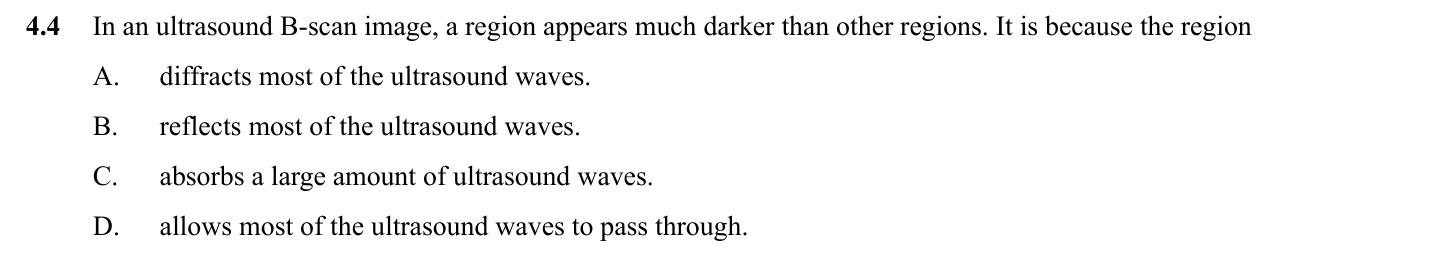 4.4 In an ultrasound B-scan image, a region appears much darker than other regions. It is because the region
A. diffracts most of the ultrasound waves.
B. reflects most of the ultrasound waves.
C. absorbs a large amount of ultrasound waves.
D. allows most of the ultrasound waves to pass through.